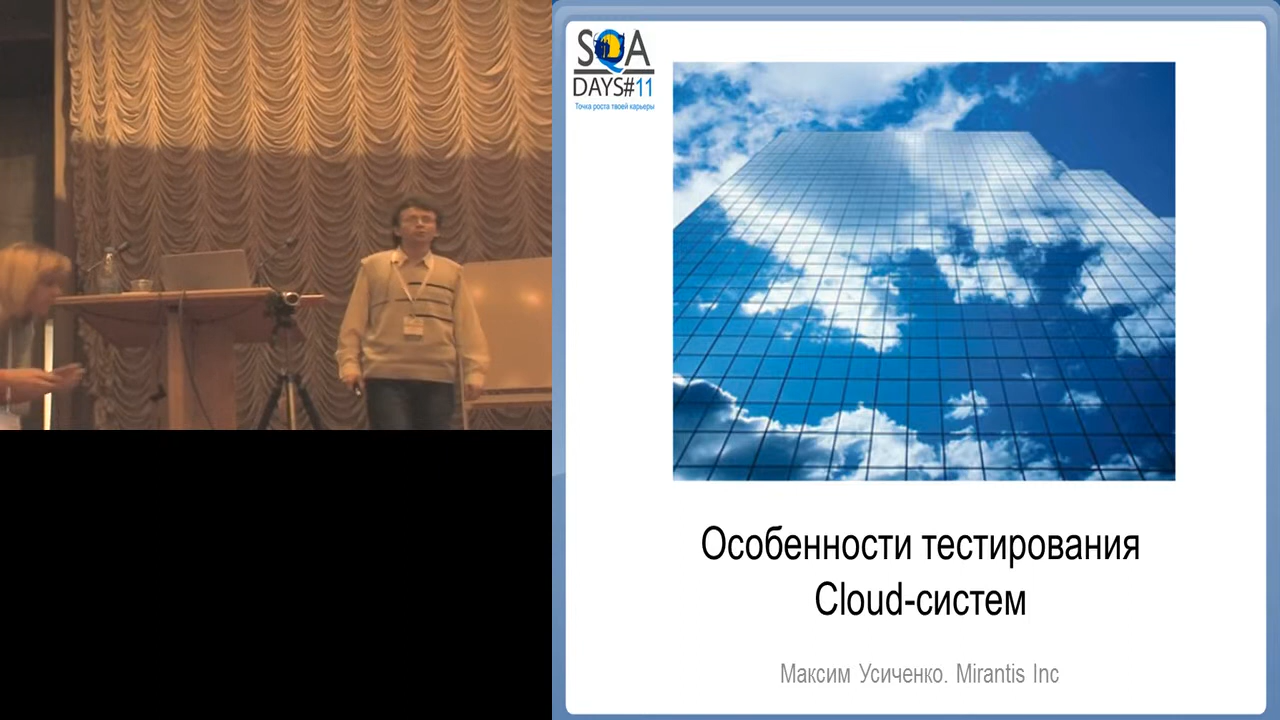 SQA
DAYS#11
Точка роста твоей карьеры
Особенности тестирования
Cloud-систем
Максим Усиченко. Mirantis Inc